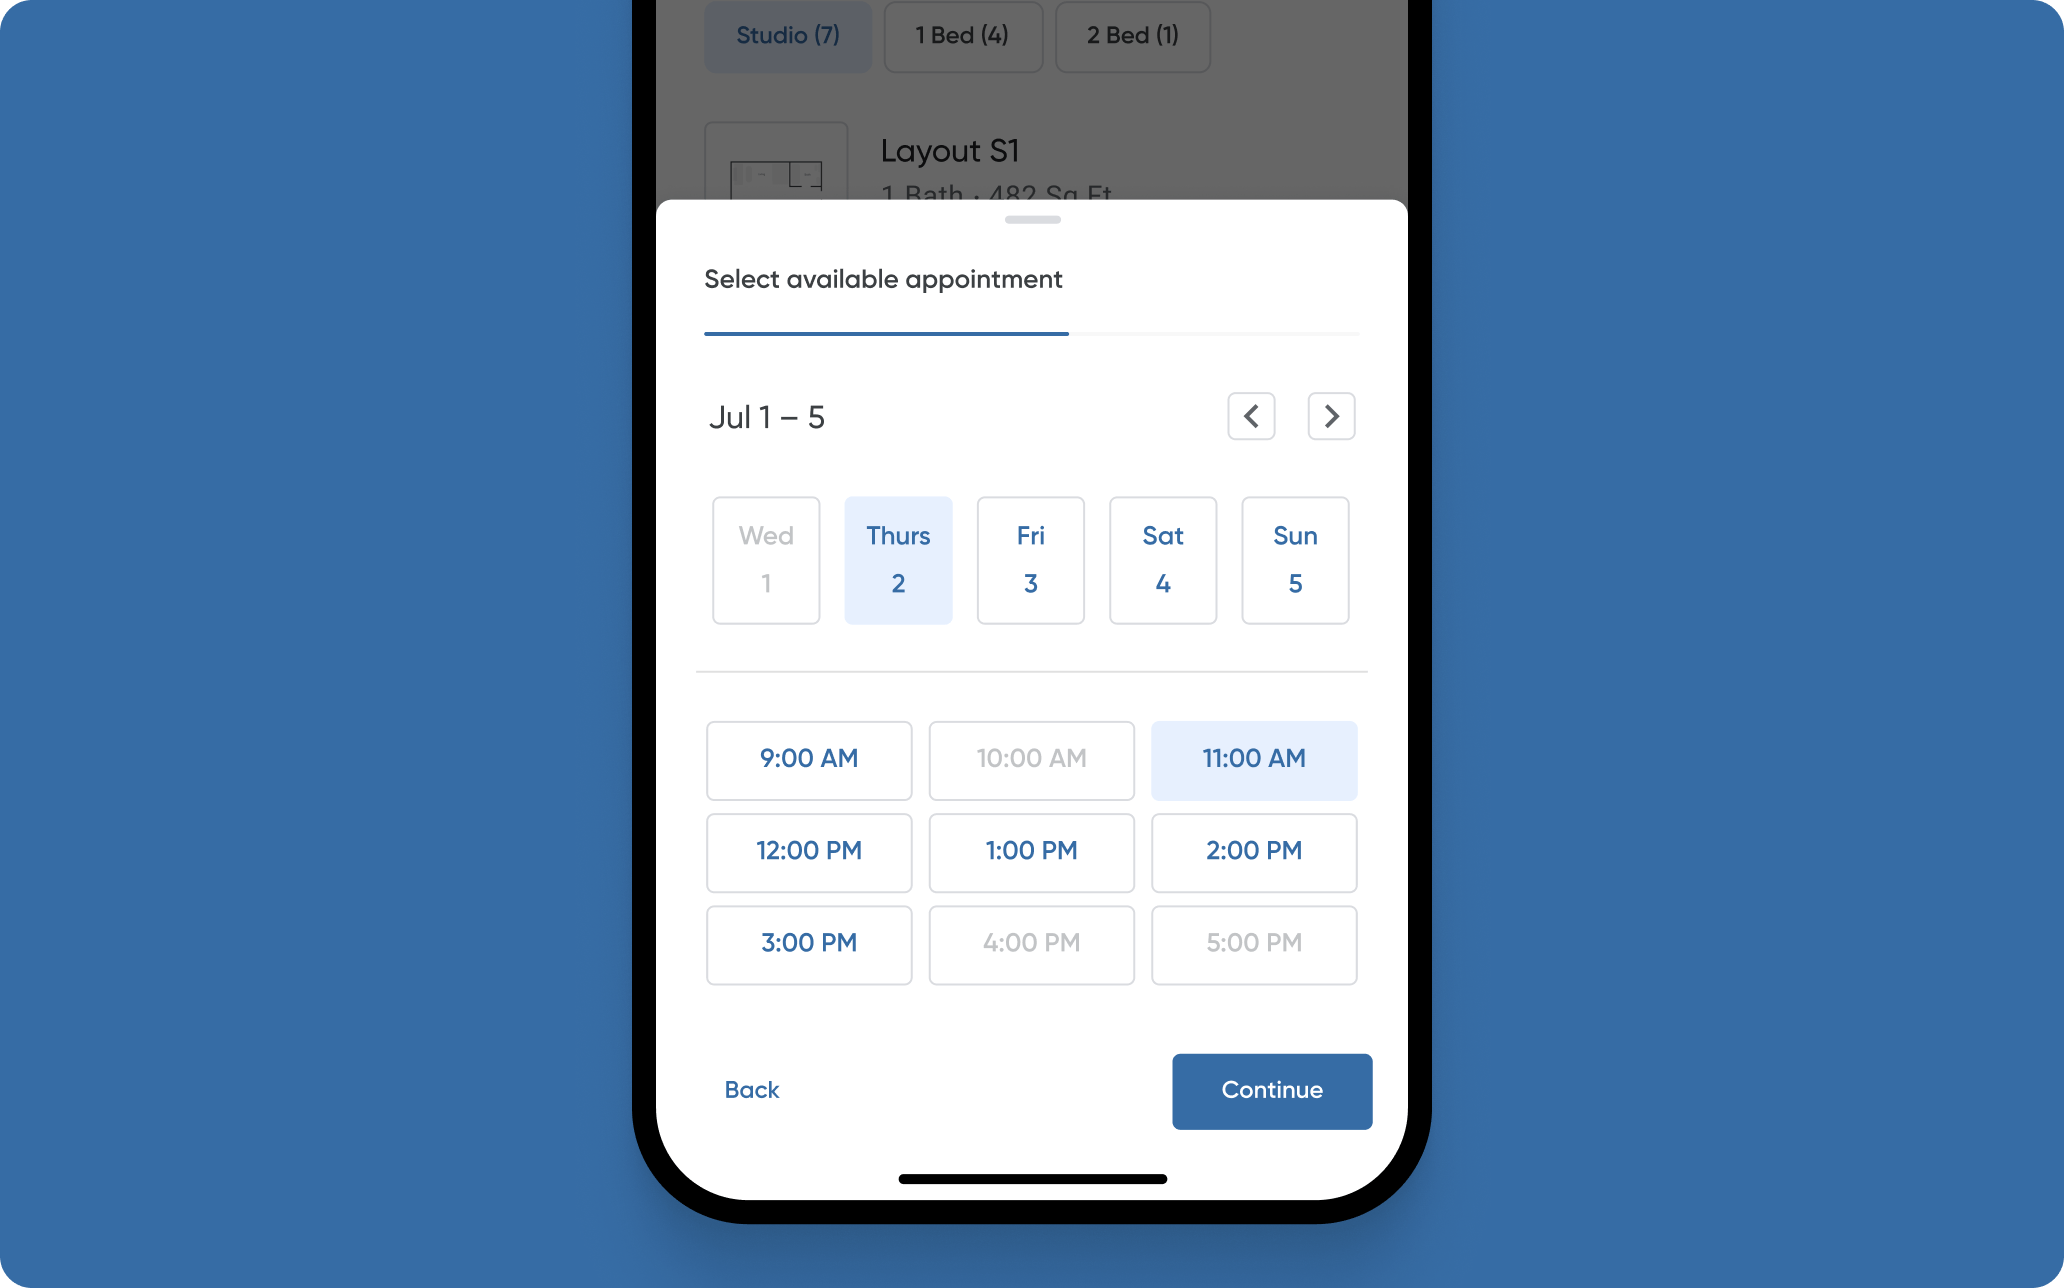 Studio (7) 1 Bed (4) 2 Bed (1)
Layout S1
1 Bath · 482 Sq Ft
Select available appointment
Jul 1 – 5
Wed Thurs Fri Sat Sun
1 2 3 4 5
9:00 AM 10:00 AM 11:00 AM
12:00 PM 1:00 PM 2:00 PM
3:00 PM 4:00 PM 5:00 PM
Back Continue